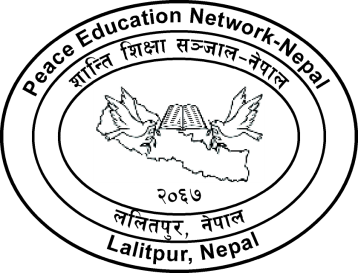 Peace Education Network-Nepal
शान्ति शिक्षा सञ्जाल-नेपाल
२०६७
ललितपुर, नेपाल
Lalitpur, Nepal